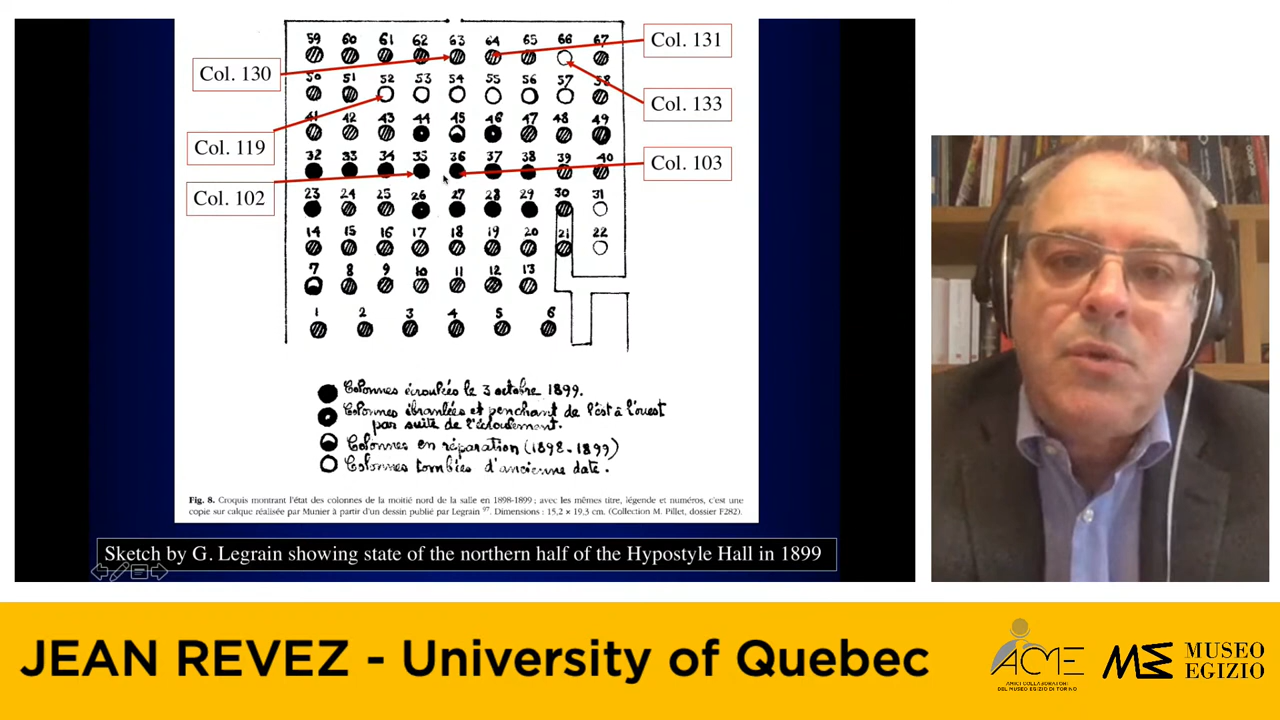 59 60 61 62 63 64 65 66 67
Col. 131
Col. 130
50 51 52 53 54 55 56 57 58
Col. 133
41 42 43 44 45 46 47 48 49
Col. 119
32 33 34 35 36 37 38 39 40
Col. 103
Col. 102
23 24 25 26 27 28 29 30 31
14 15 16 17 18 19 20 21 22
7 8 9 10 11 12 13
1 2 3 4 5 6
Colonnes écroulées le 3 octobre 1899.
Colonnes ébranlées et penchant de l'est à l'ouest
par suite de l'écroulement.
Colonnes en réparation (1898-1899)
Colonnes tombées d'ancienne date.
Fig. 8. Croquis montrant l'état des colonnes de la moitié nord de la salle en 1898-1899 ; avec les mêmes titre, légende et numéros, c'est une
copie sur calque réalisée par Munier à partir d'un dessin publié par Legrain 97. Dimensions : 15,2 × 19,3 cm. (Collection M. Pillet, dossier F282).
Sketch by G. Legrain showing state of the northern half of the Hypostyle Hall in 1899
JEAN REVEZ - University of Quebec
ACME
AMICI COLLABORATORI
DEL MUSEO EGIZIO DI TORINO
MUSEO
EGIZIO